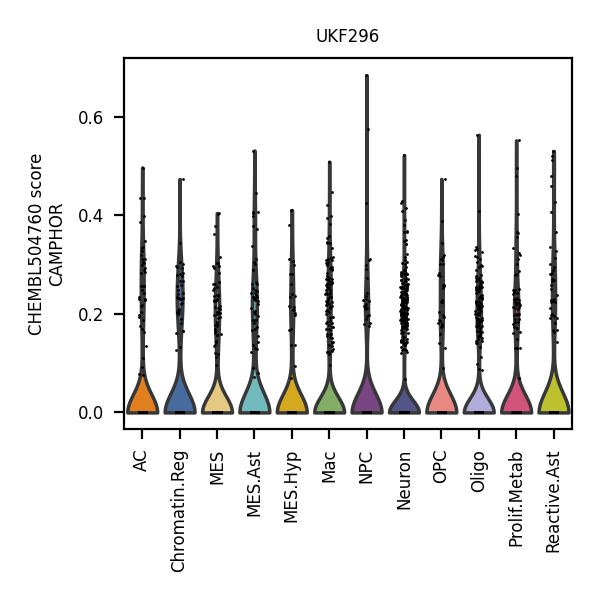 UKF296
CHEMBL504760 score
CAMPHOR
0.6
0.4
0.2
0.0
AC
Chromatin.Reg
MES
MES.Ast
MES.Hyp
Mac
NPC
Neuron
OPC
Oligo
Prolif.Metab
Reactive.Ast